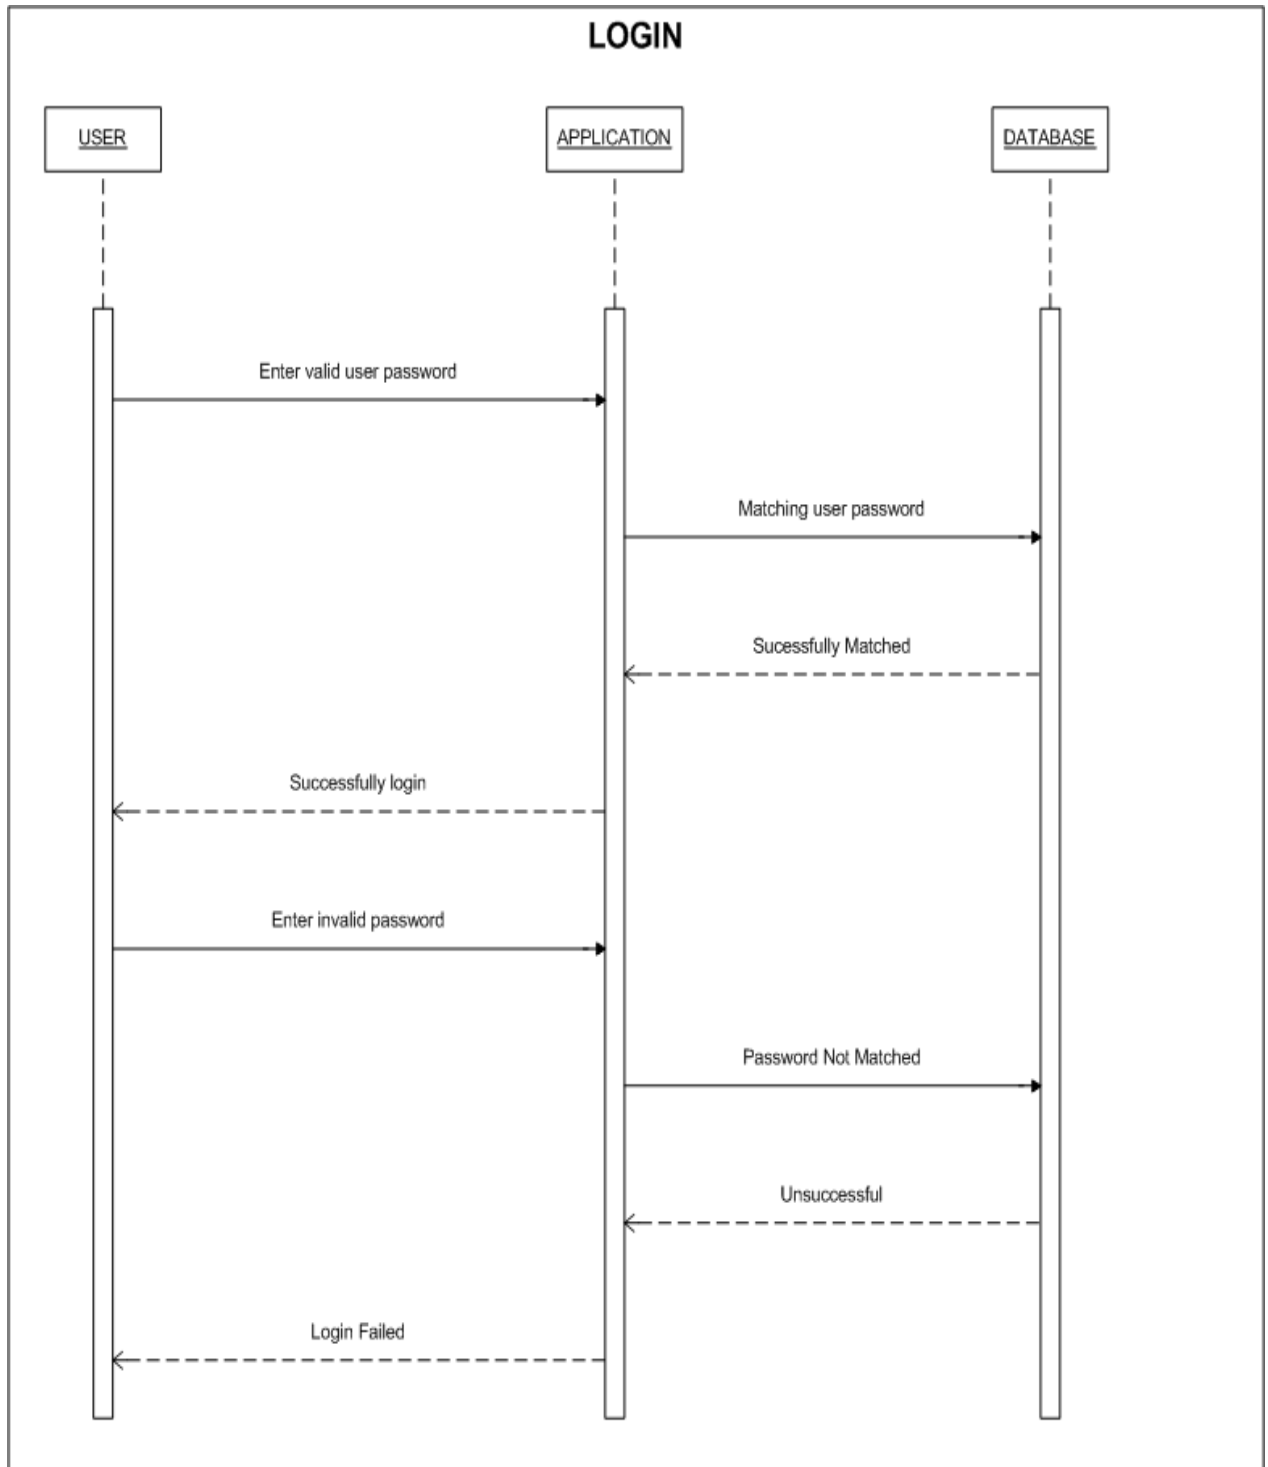 LOGIN
USER
APPLICATION
DATABASE
Enter valid user password
Matching user password
Sucessfully Matched
Successfully login
Enter invalid password
Password Not Matched
Unsuccessful
Login Failed